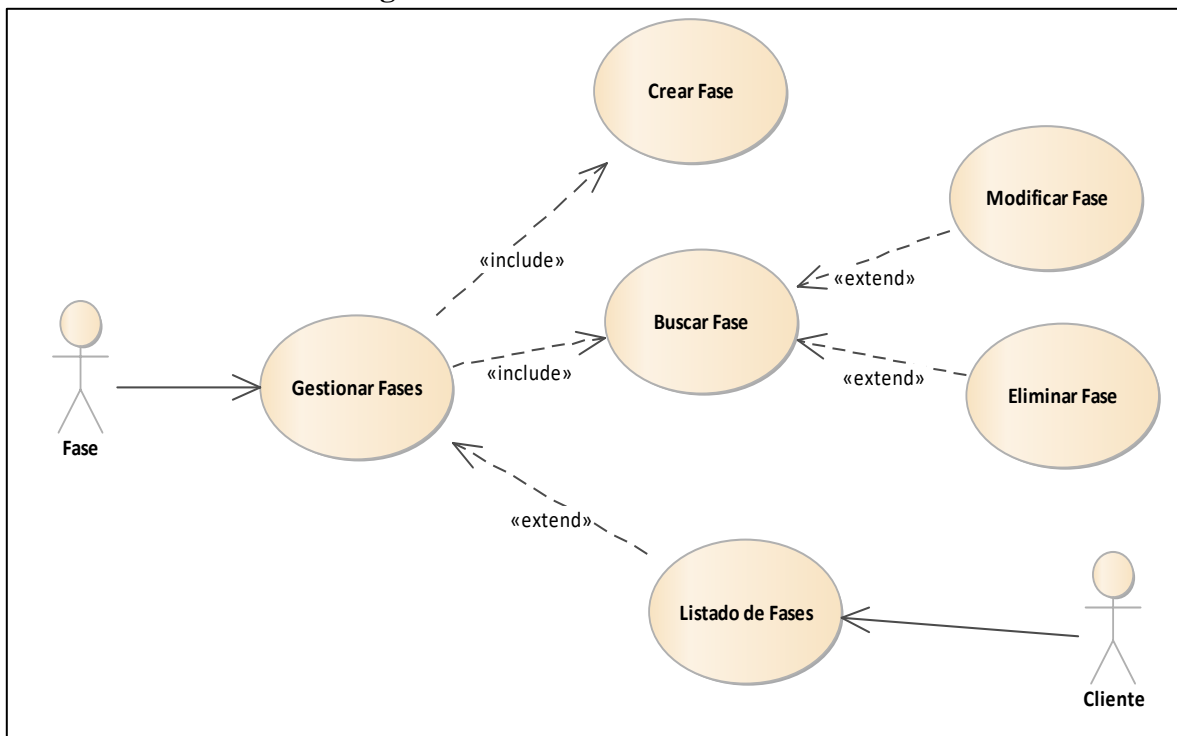 Crear Fase
Modificar Fase
«include»
«extend»
Buscar Fase
«include»
«extend»
Gestionar Fases
Eliminar Fase
Fase
«extend»
Listado de Fases
Cliente